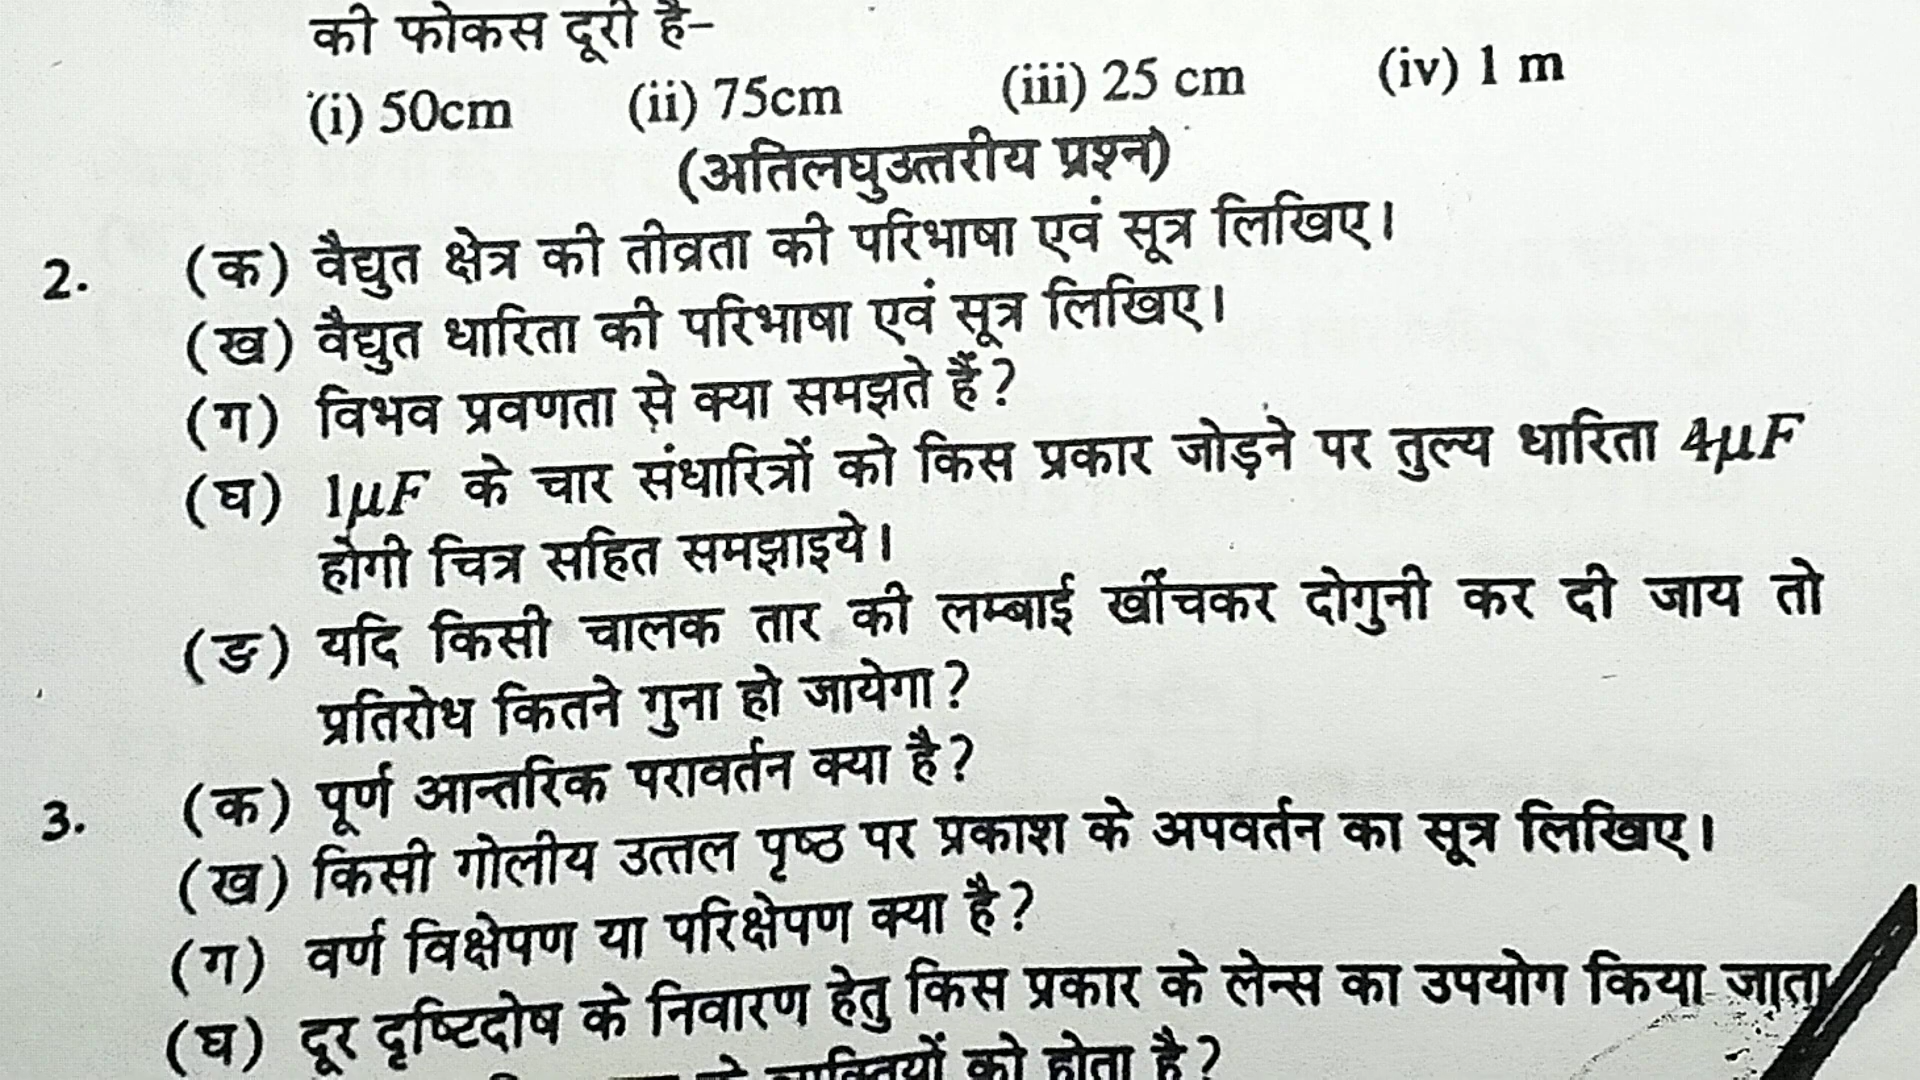 की फोकस दूरी है–
(i) 50cm (ii) 75cm (iii) 25 cm (iv) 1 m
(अतिलघुउत्तरीय प्रश्न)
2. (क) वैद्युत क्षेत्र की तीव्रता की परिभाषा एवं सूत्र लिखिए।
(ख) वैद्युत धारिता की परिभाषा एवं सूत्र लिखिए।
(ग) विभव प्रवणता से क्या समझते हैं?
(घ) 1μF के चार संधारित्रों को किस प्रकार जोड़ने पर तुल्य धारिता 4μF
होगी चित्र सहित समझाइये।
(ङ) यदि किसी चालक तार की लम्बाई खींचकर दोगुनी कर दी जाय तो
प्रतिरोध कितने गुना हो जायेगा?
3. (क) पूर्ण आन्तरिक परावर्तन क्या है?
(ख) किसी गोलीय उत्तल पृष्ठ पर प्रकाश के अपवर्तन का सूत्र लिखिए।
(ग) वर्ण विक्षेपण या परिक्षेपण क्या है?
(घ) दूर दृष्टिदोष के निवारण हेतु किस प्रकार के लेन्स का उपयोग किया जाता
व्यक्तियों को होता है?